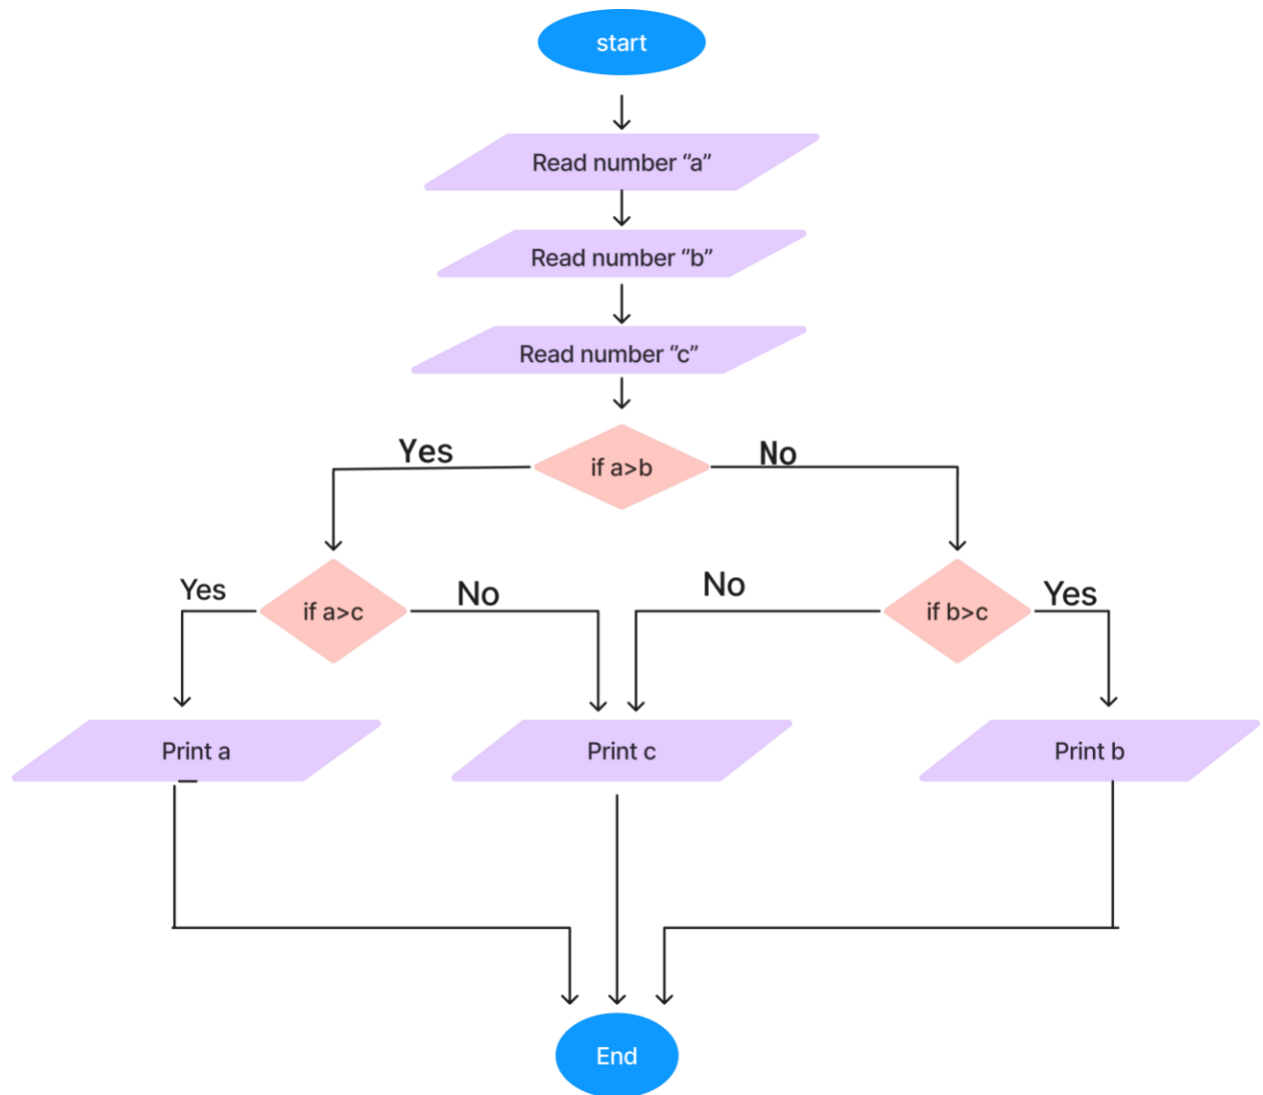 start
Read number “a”
Read number “b”
Read number “c”
if a>b
Yes
No
if a>c
Yes
No
if b>c
No
Yes
Print a
Print c
Print b
End